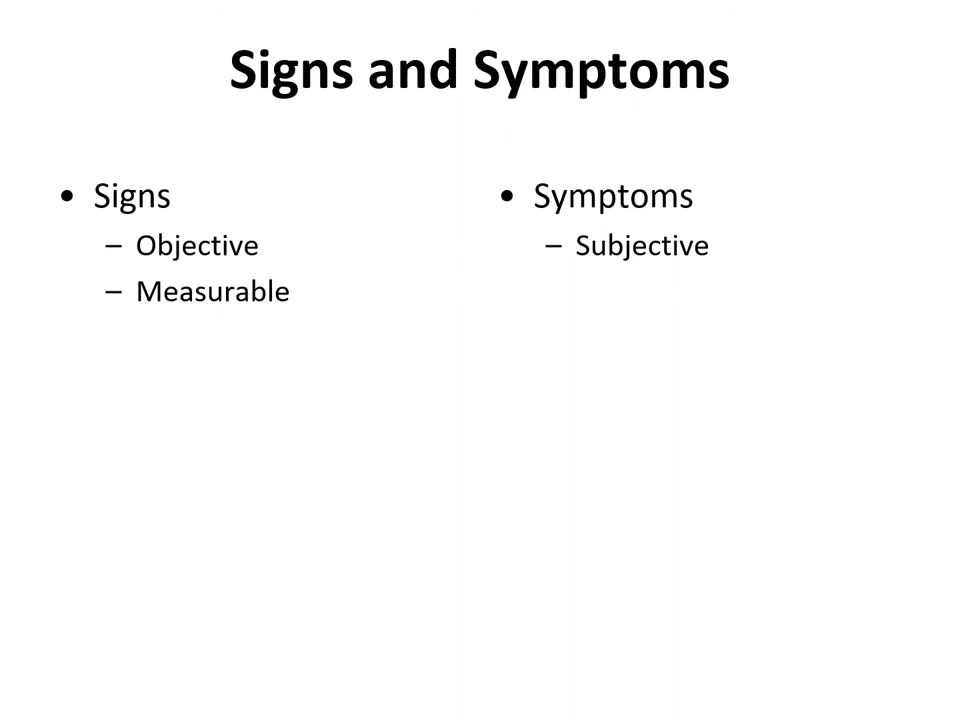 Signs and Symptoms
• Signs
– Objective
– Measurable
• Symptoms
– Subjective